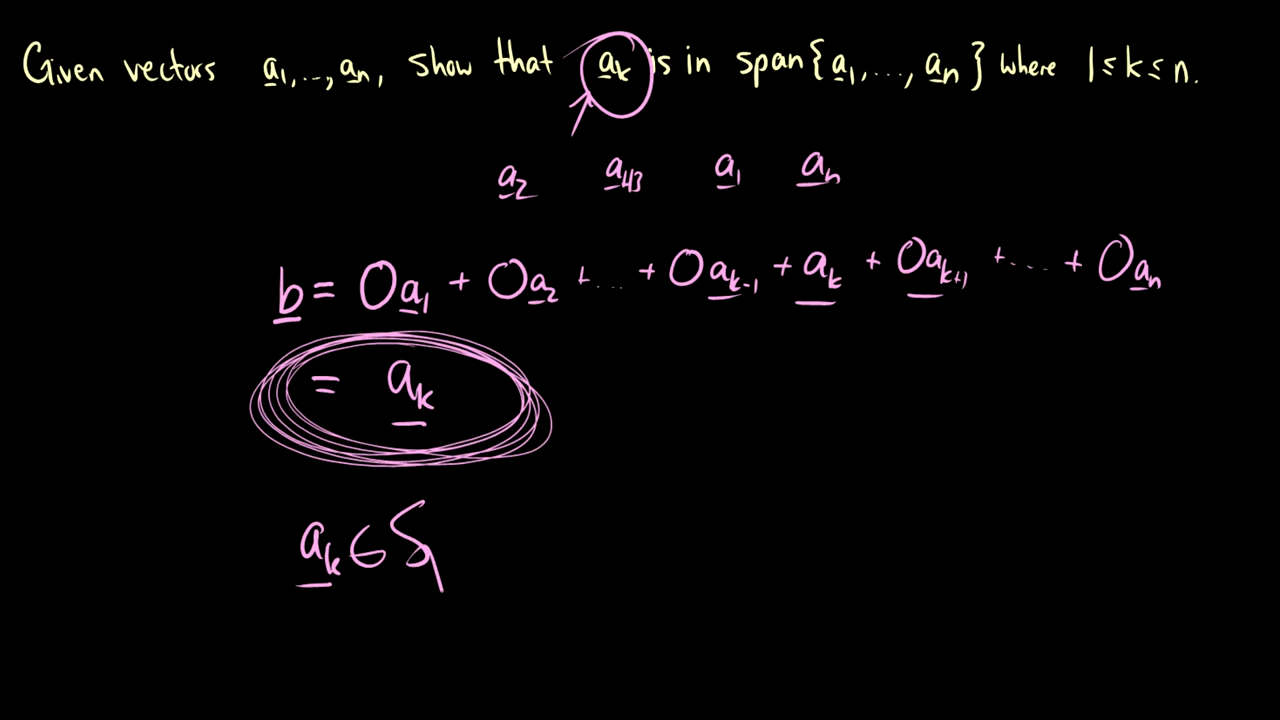 Given vectors a1,..., an, show that ak is in span{a1,..., an} where 1 ≤ k ≤ n.
a2 a43 a1 an
b = 0a1 + 0a2 + ... + 0ak-1 + ak + 0ak+1 + ... + 0an
= ak
ak ∈ S